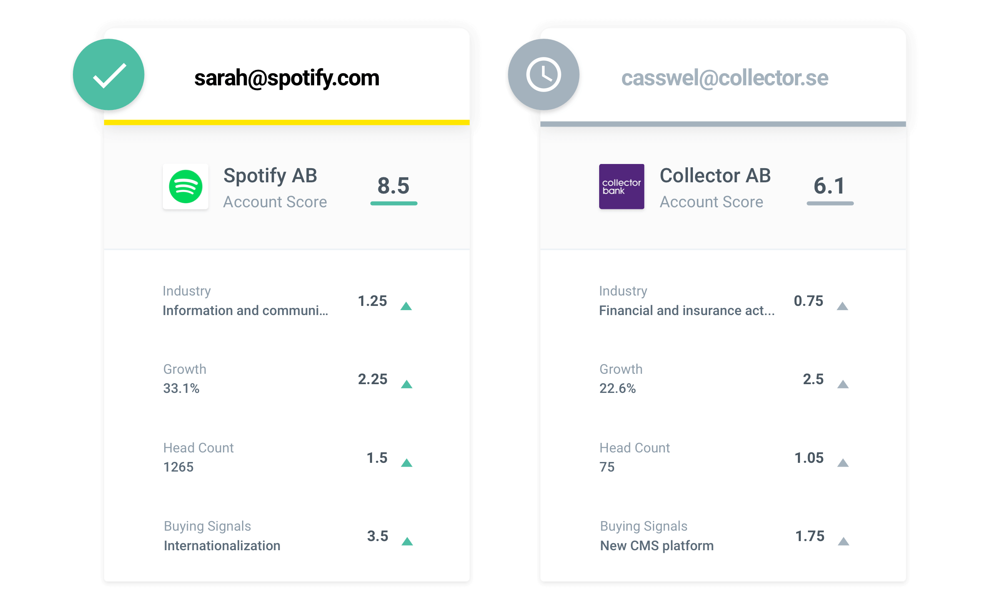 sarah@spotify.com
Spotify AB
Account Score
8.5
Industry
Information and communi...
1.25
Growth
33.1%
2.25
Head Count
1265
1.5
Buying Signals
Internationalization
3.5
casswel@collector.se
collector
bank
Collector AB
Account Score
6.1
Industry
Financial and insurance act...
0.75
Growth
22.6%
2.5
Head Count
75
1.05
Buying Signals
New CMS platform
1.75